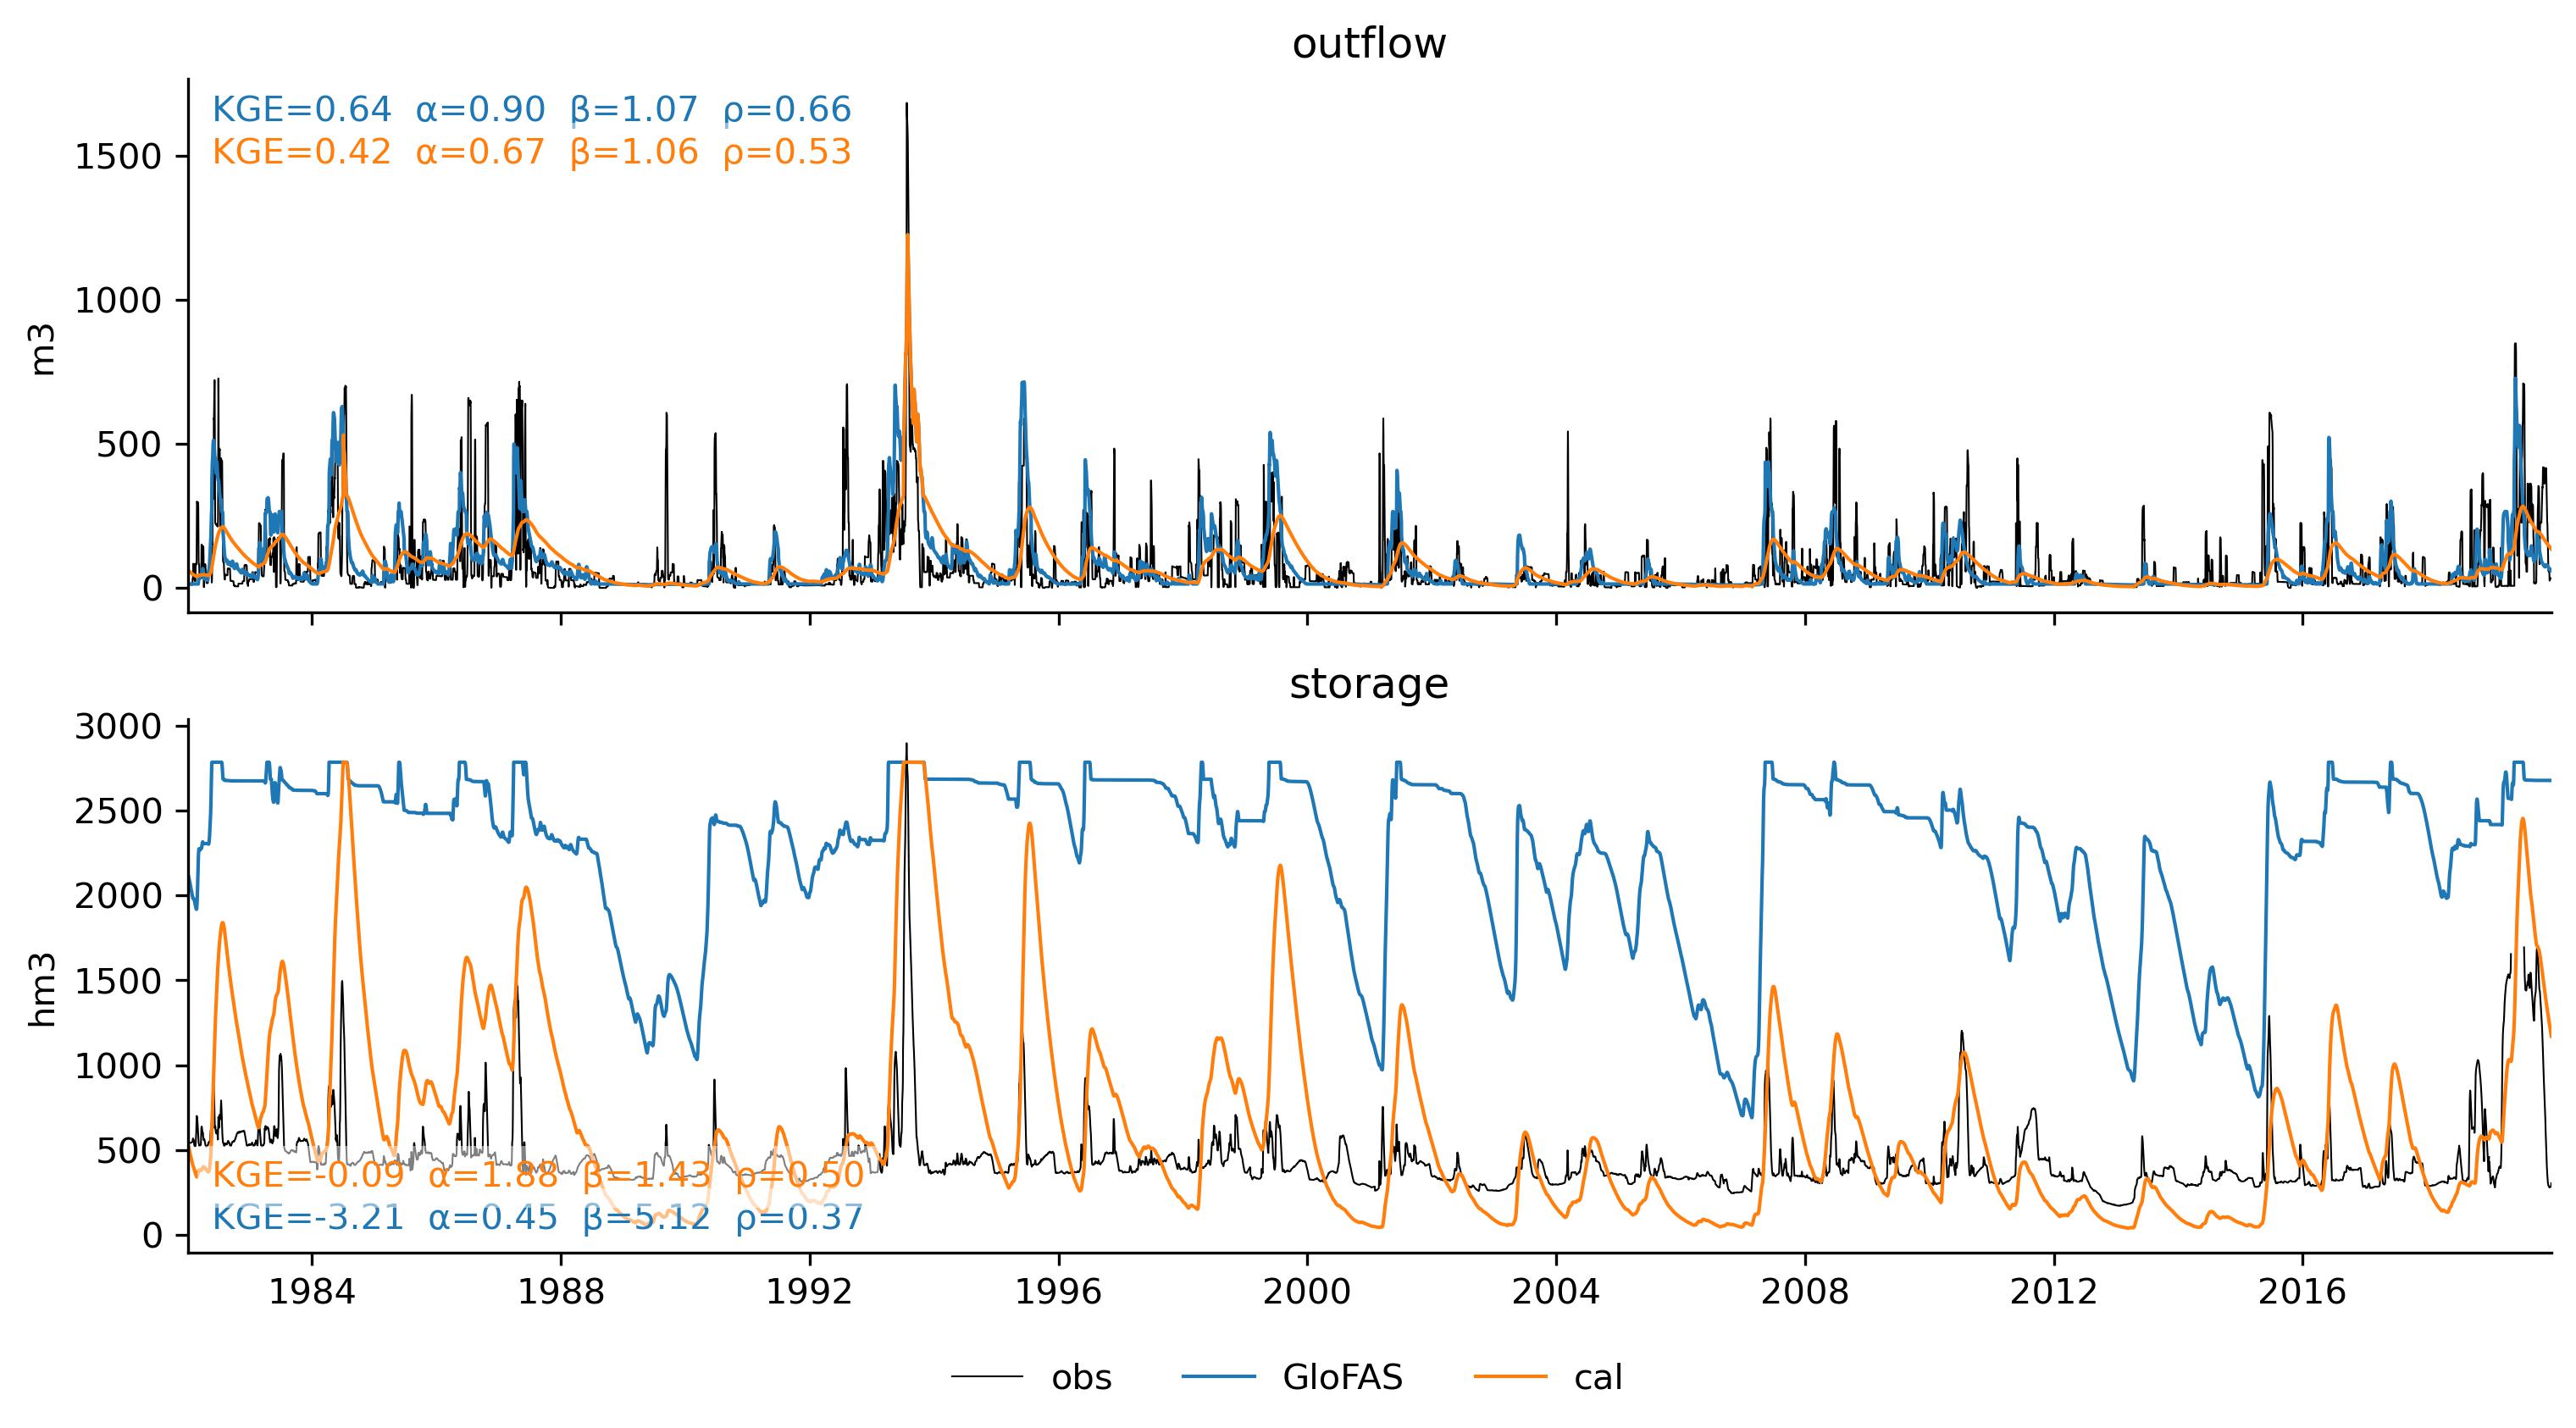 outflow
KGE=0.64 α=0.90 β=1.07 ρ=0.66
KGE=0.42 α=0.67 β=1.06 ρ=0.53
1500
1000
500
0
m3
storage
3000
2500
2000
1500
1000
500
0
hm3
KGE=-0.09 α=1.88 β=1.43 ρ=0.50
KGE=-3.21 α=0.45 β=5.12 ρ=0.37
1984 1988 1992 1996 2000 2004 2008 2012 2016
obs GloFAS cal